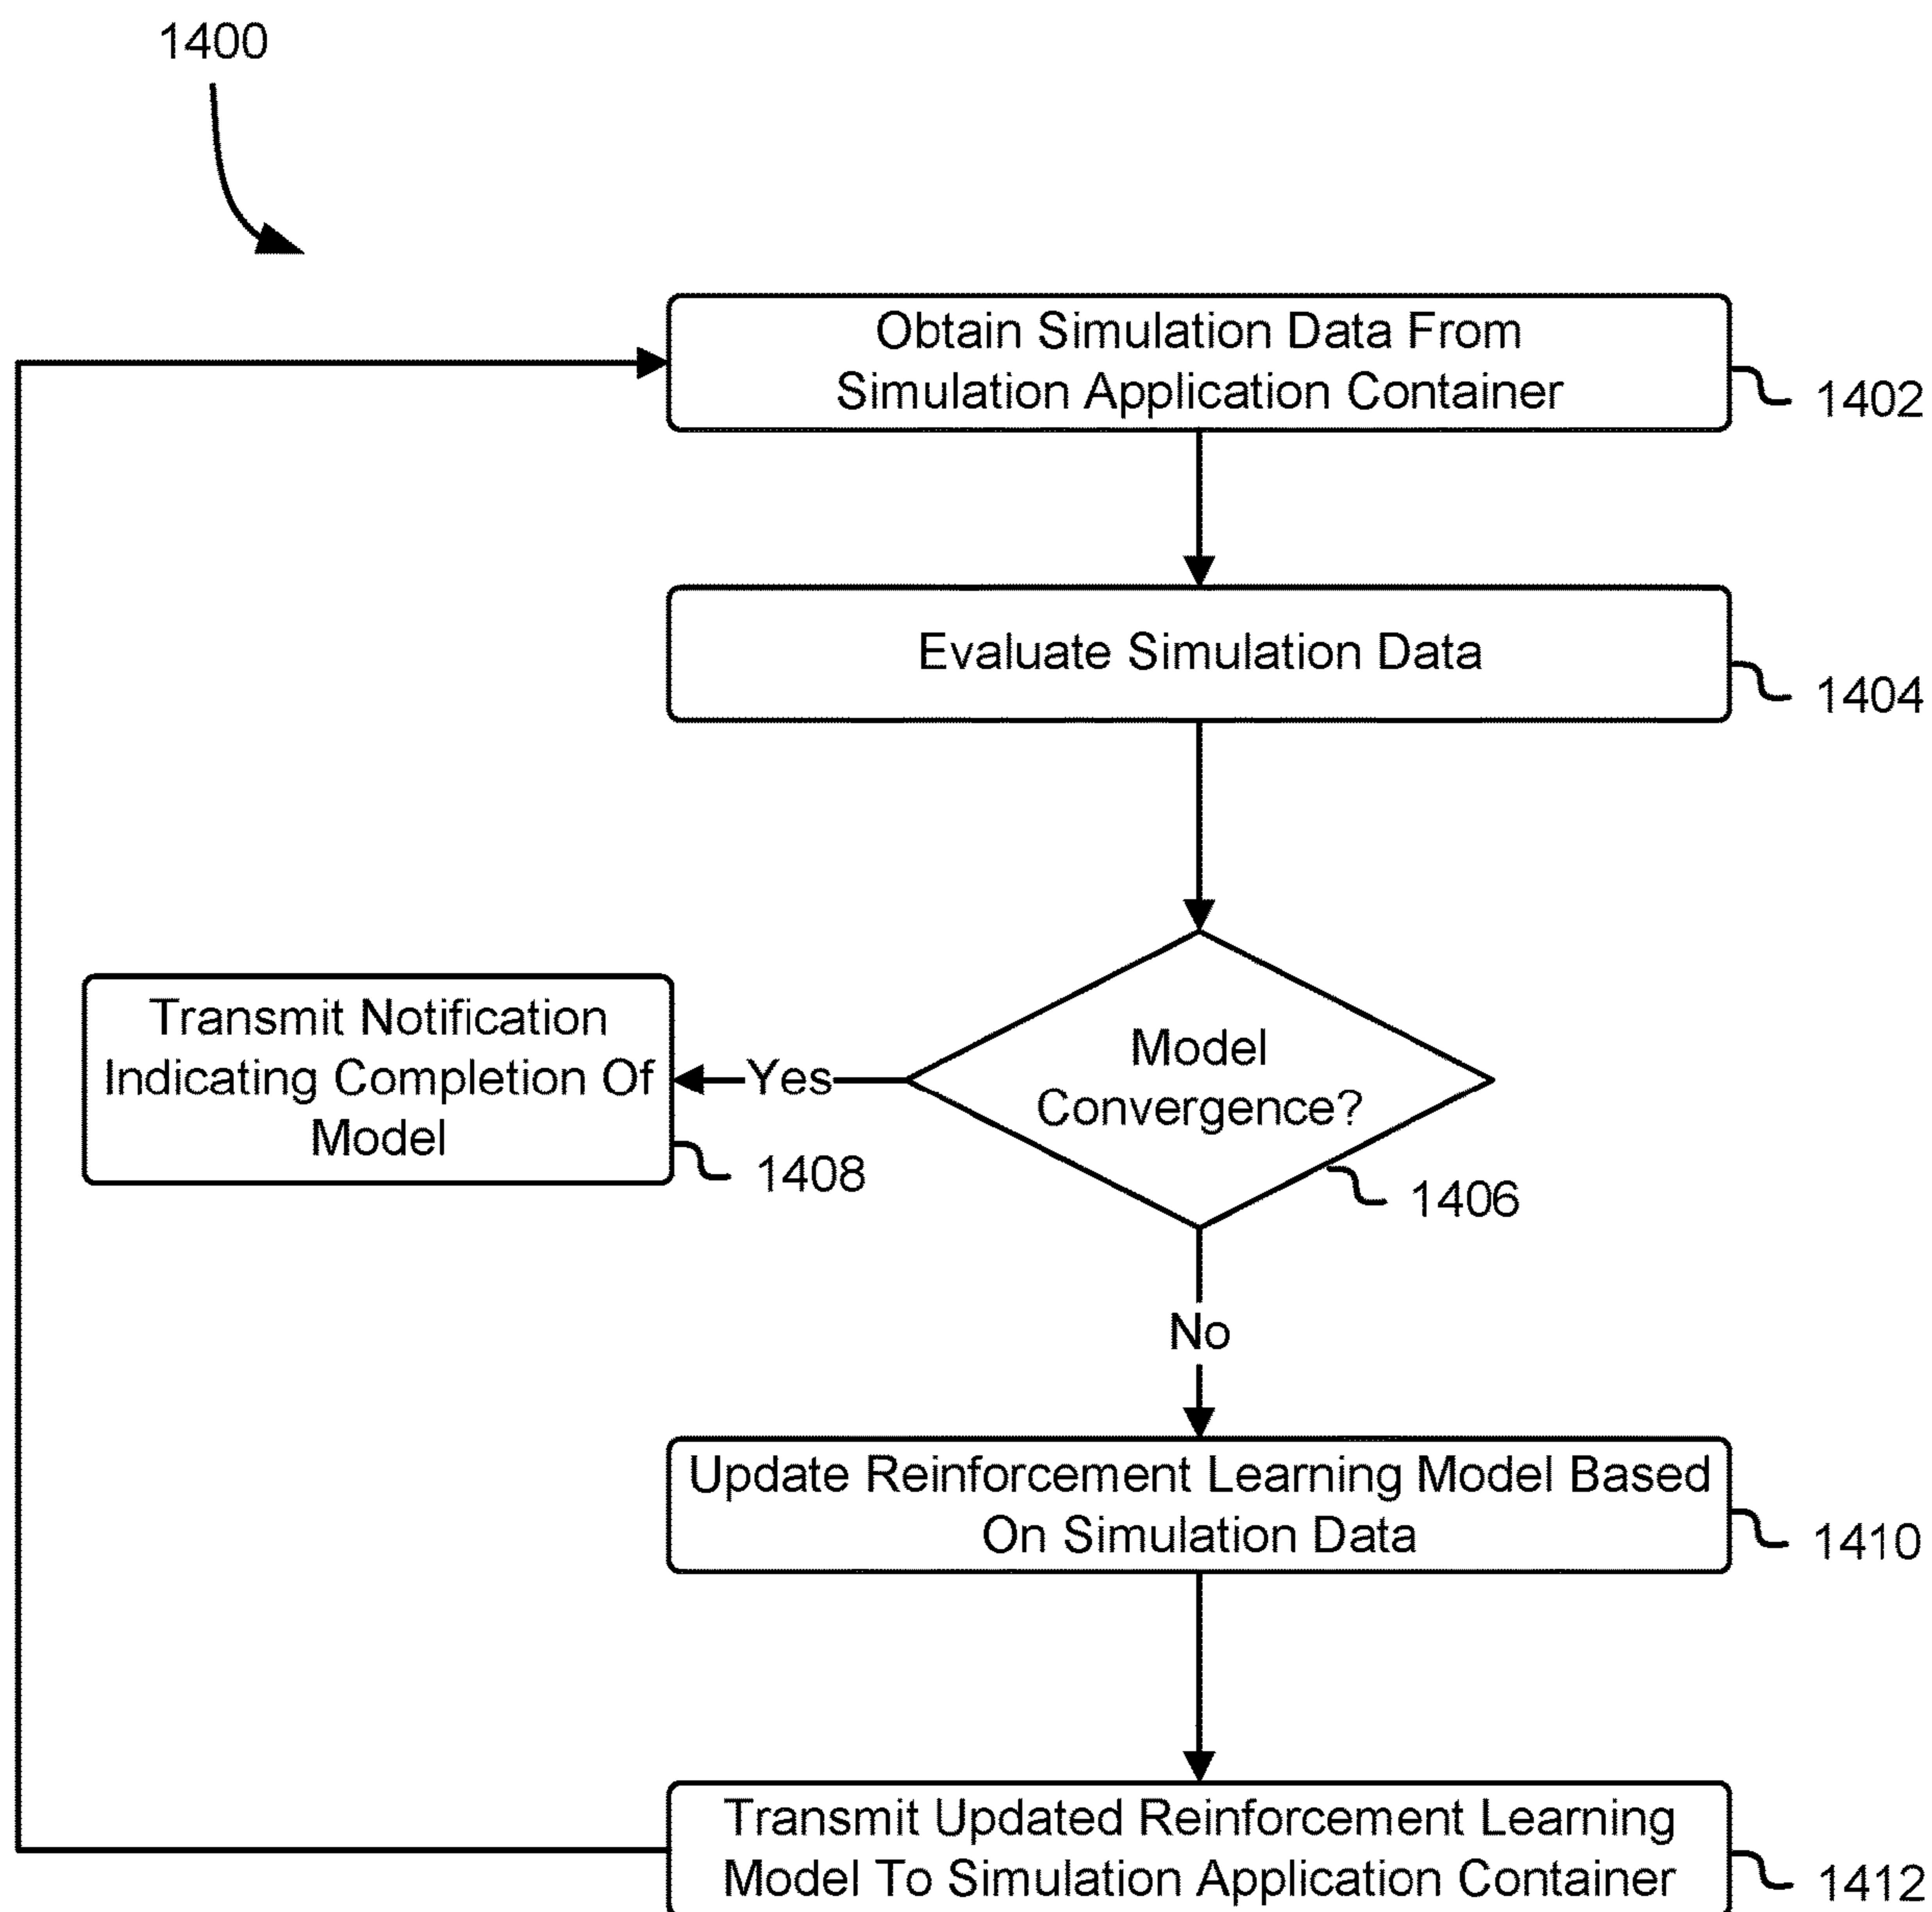 1400
Obtain Simulation Data From
Simulation Application Container
1402
Evaluate Simulation Data
1404
Model
Convergence?
1406
Yes
Transmit Notification
Indicating Completion Of
Model
1408
No
Update Reinforcement Learning Model Based
On Simulation Data
1410
Transmit Updated Reinforcement Learning
Model To Simulation Application Container
1412